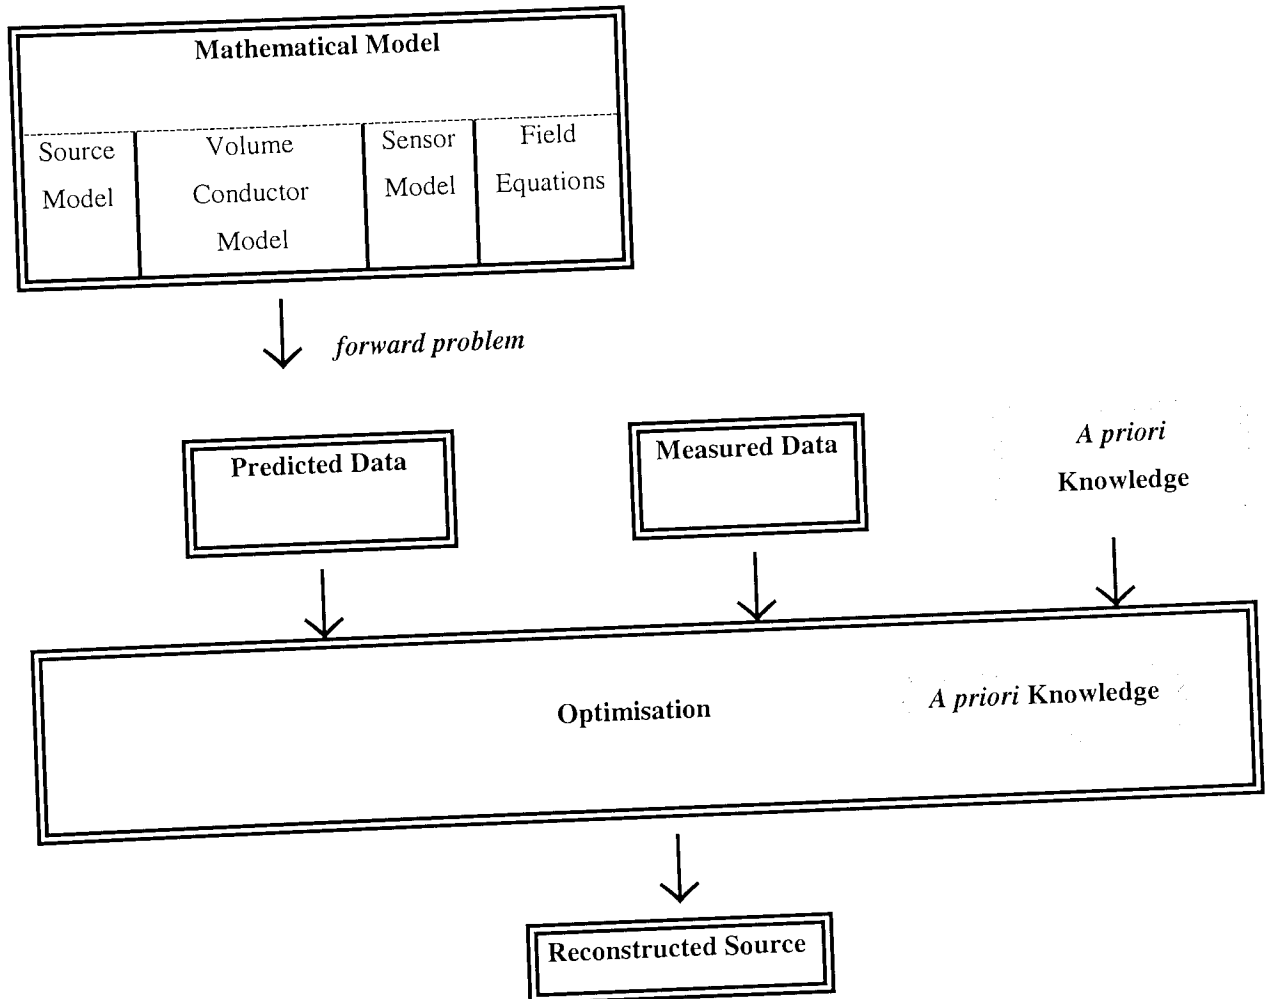 Mathematical Model
Source
Model
Volume
Conductor
Model
Sensor
Model
Field
Equations
forward problem
Predicted Data
Measured Data
A priori
Knowledge
Optimisation
A priori Knowledge
Reconstructed Source